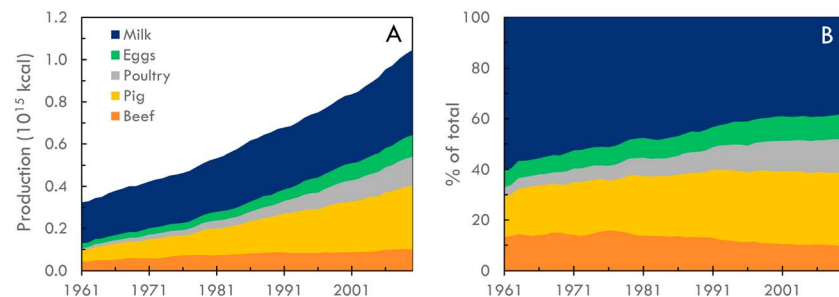 A
Production (10¹⁵ kcal)
1.2
1.0
0.8
0.6
0.4
0.2
0.0
Milk
Eggs
Poultry
Pig
Beef
1961 1971 1981 1991 2001
B
% of total
100
80
60
40
20
0
1961 1971 1981 1991 2001